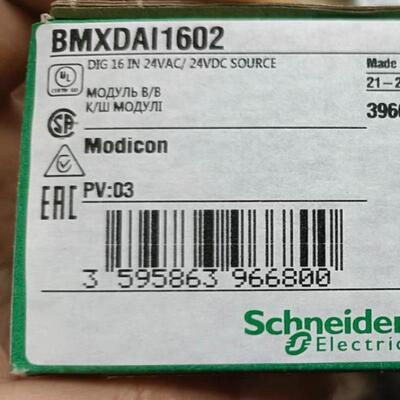 BMXDAI1602
DIG 16 IN 24VAC/ 24VDC SOURCE
Made
МОДУЛЬ В/В
21-2
К/Ш МОДУЛІ
396
UL
Modicon
PV:03
EAC
3 595863 966800
Schneider
Electric